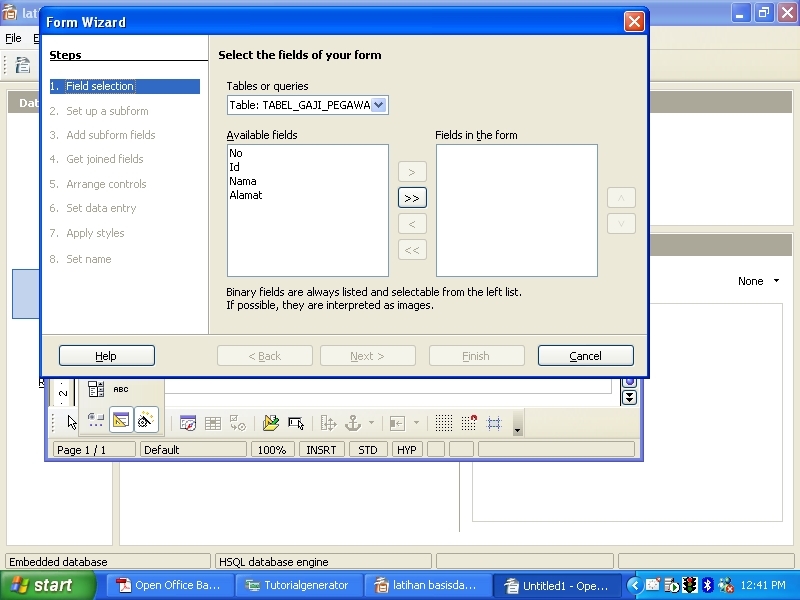 lat
Form Wizard
File
E
Steps
Select the fields of your form
1. Field selection
2. Set up a subform
3. Add subform fields
4. Get joined fields
5. Arrange controls
6. Set data entry
7. Apply styles
8. Set name
Tables or queries
Table: TABEL_GAJI_PEGAWA
Available fields
Fields in the form
No
Id
Nama
Alamat
>
>>
<
<<
Binary fields are always listed and selectable from the left list.
If possible, they are interpreted as images.
Help
< Back
Next >
Finish
Cancel
Dat
None
R
2
ABC
Page 1 / 1
Default
100%
INSRT
STD
HYP
Embedded database
HSQL database engine
start
Open Office Ba...
Tutorialgenerator
latihan basisda...
Untitled1 - Ope...
12:41 PM